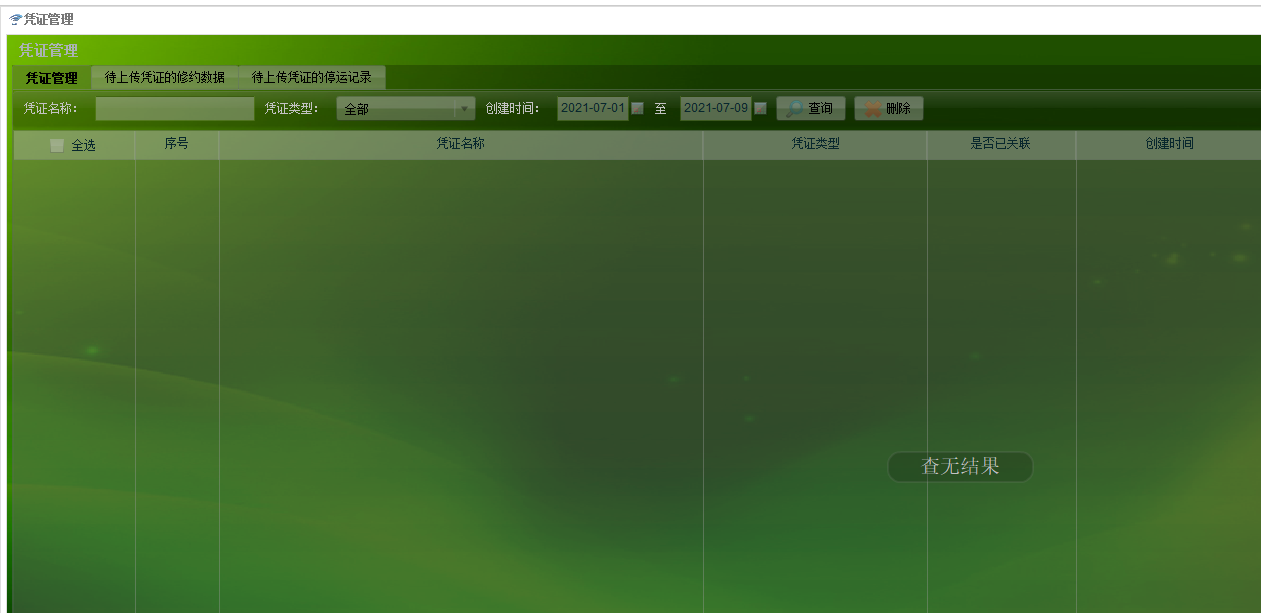 凭证管理
凭证管理
凭证管理 待上传凭证的修约数据 待上传凭证的停运记录
凭证名称： 凭证类型： 全部 创建时间： 2021-07-01 至 2021-07-09 查询 删除
全选 序号 凭证名称 凭证类型 是否已关联 创建时间
查无结果